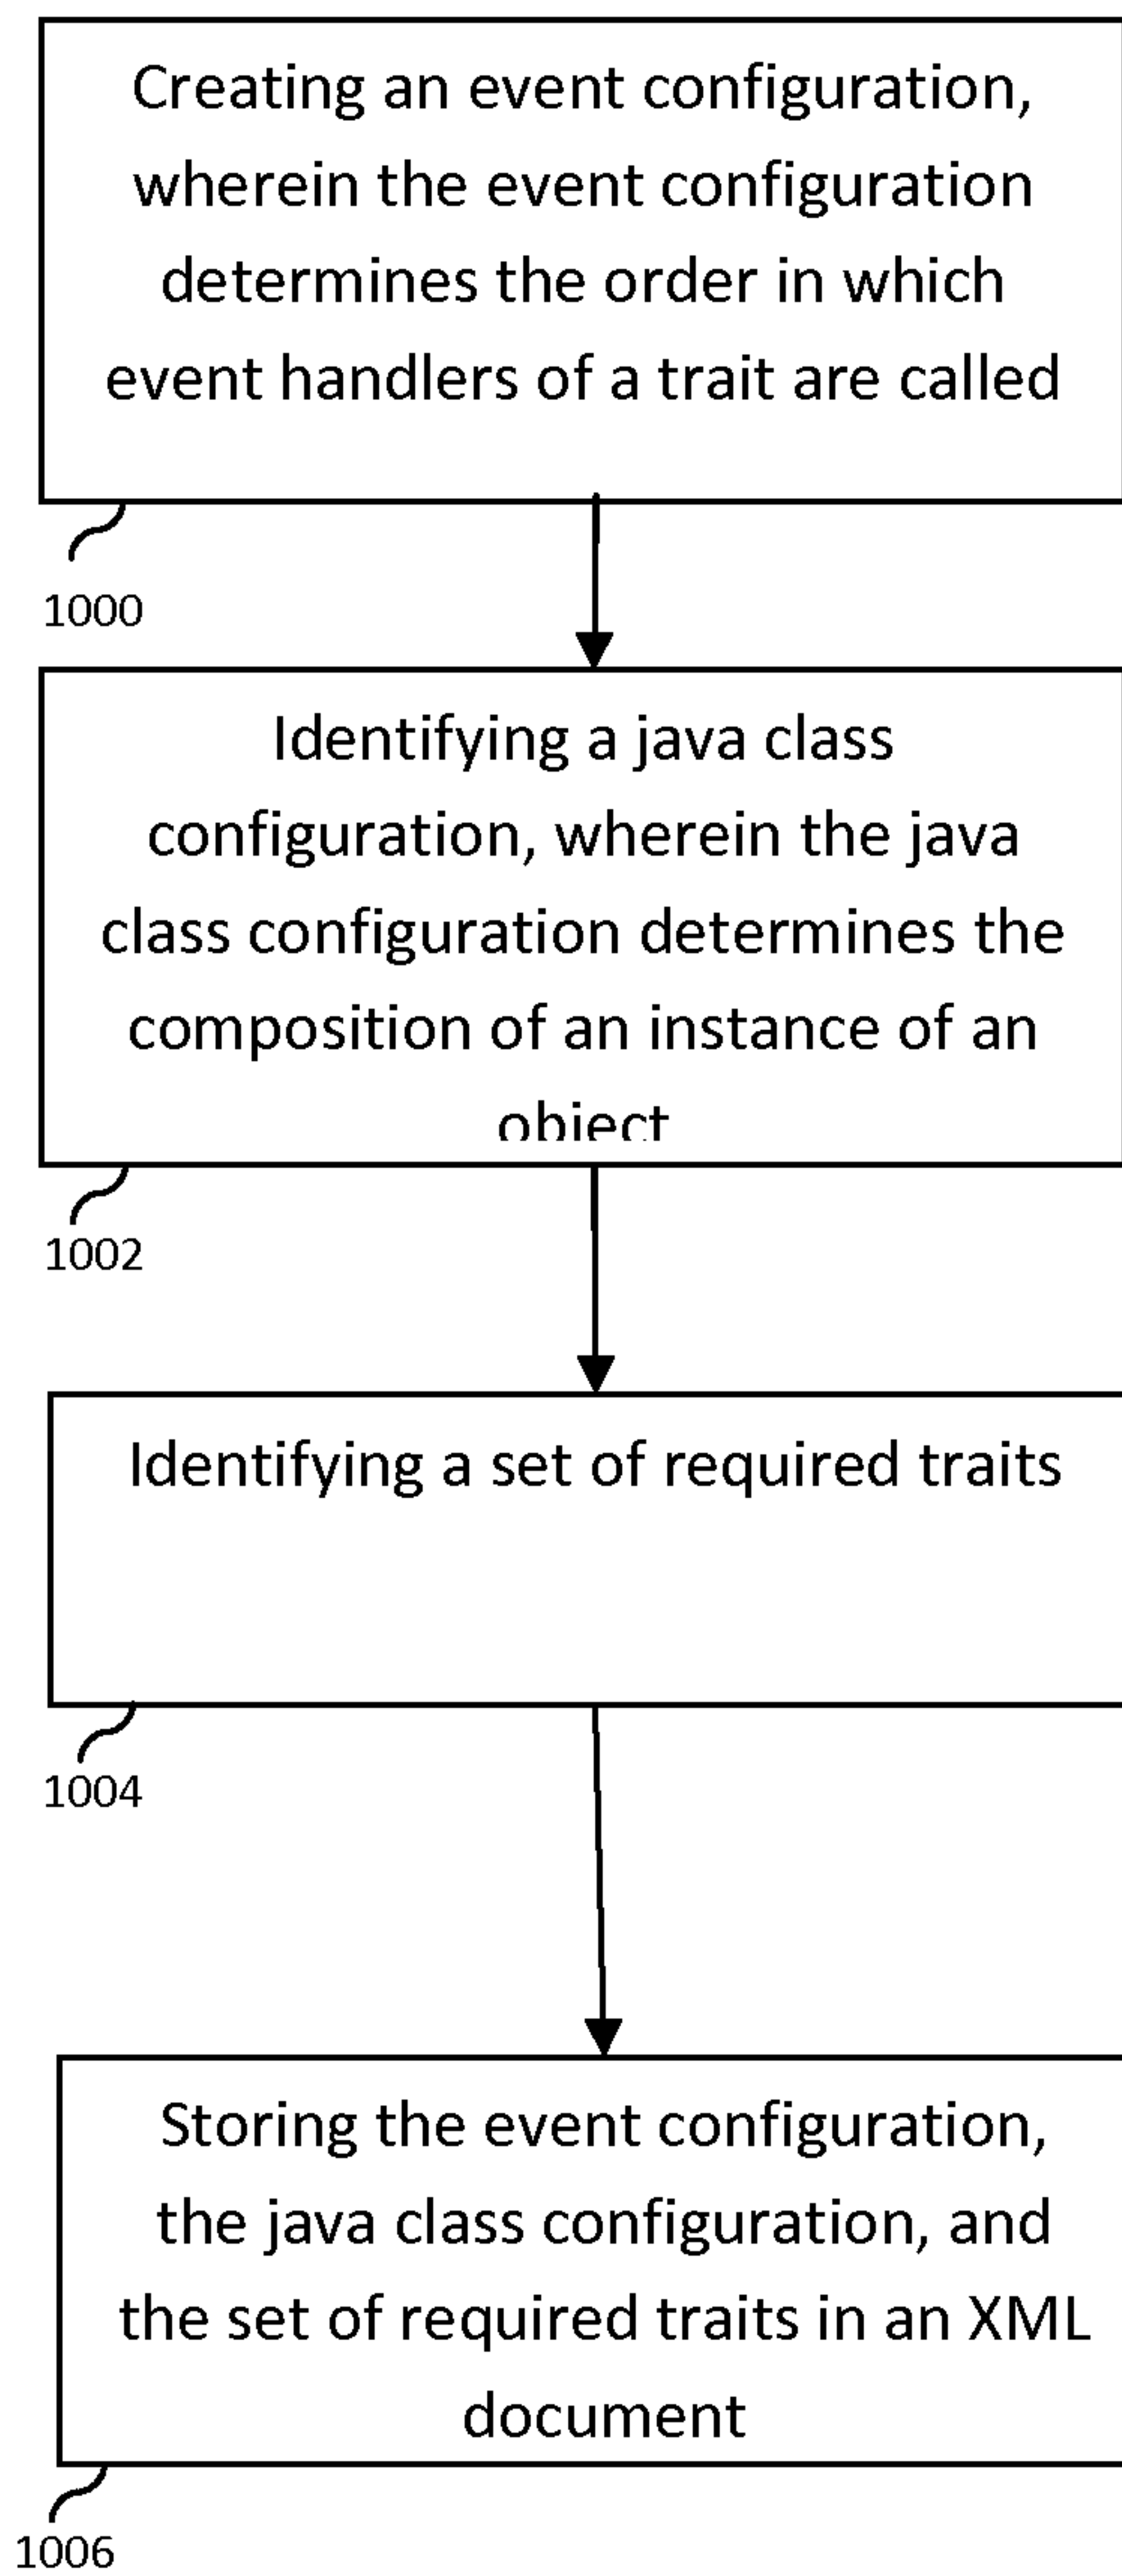 Creating an event configuration,
wherein the event configuration
determines the order in which
event handlers of a trait are called
1000
Identifying a java class
configuration, wherein the java
class configuration determines the
composition of an instance of an
object
1002
Identifying a set of required traits
1004
Storing the event configuration,
the java class configuration, and
the set of required traits in an XML
document
1006